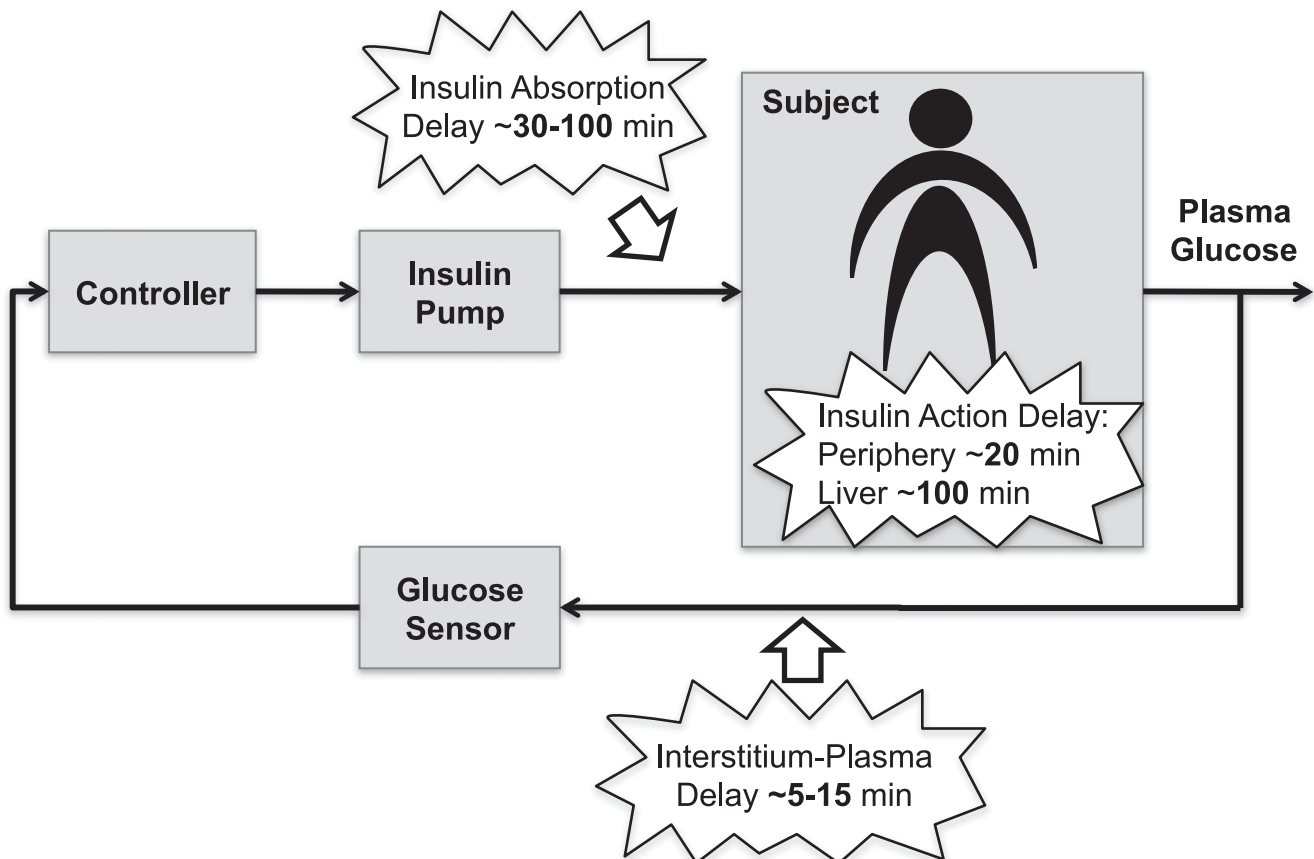 Insulin Absorption
Delay ~30-100 min
Subject
Plasma
Glucose
Controller
Insulin
Pump
Insulin Action Delay:
Periphery ~20 min
Liver ~100 min
Glucose
Sensor
Interstitium-Plasma
Delay ~5-15 min